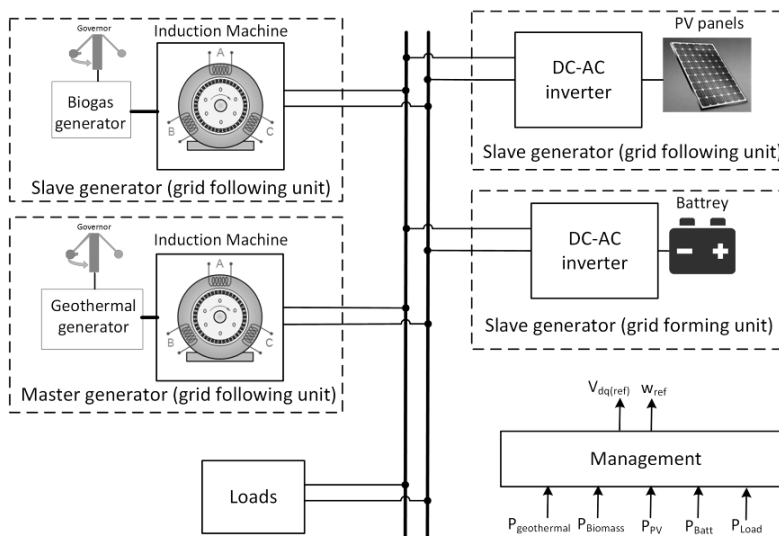 Governor
Induction Machine
Biogas
generator
A
B
C
Slave generator (grid following unit)
Governor
Induction Machine
Geothermal
generator
A
B
C
Master generator (grid following unit)
Loads
PV panels
DC-AC
inverter
Slave generator (grid following unit)
Battrey
DC-AC
inverter
Slave generator (grid forming unit)
Vdq(ref) wref
Management
Pgeothermal PBiomass PPV PBatt PLoad